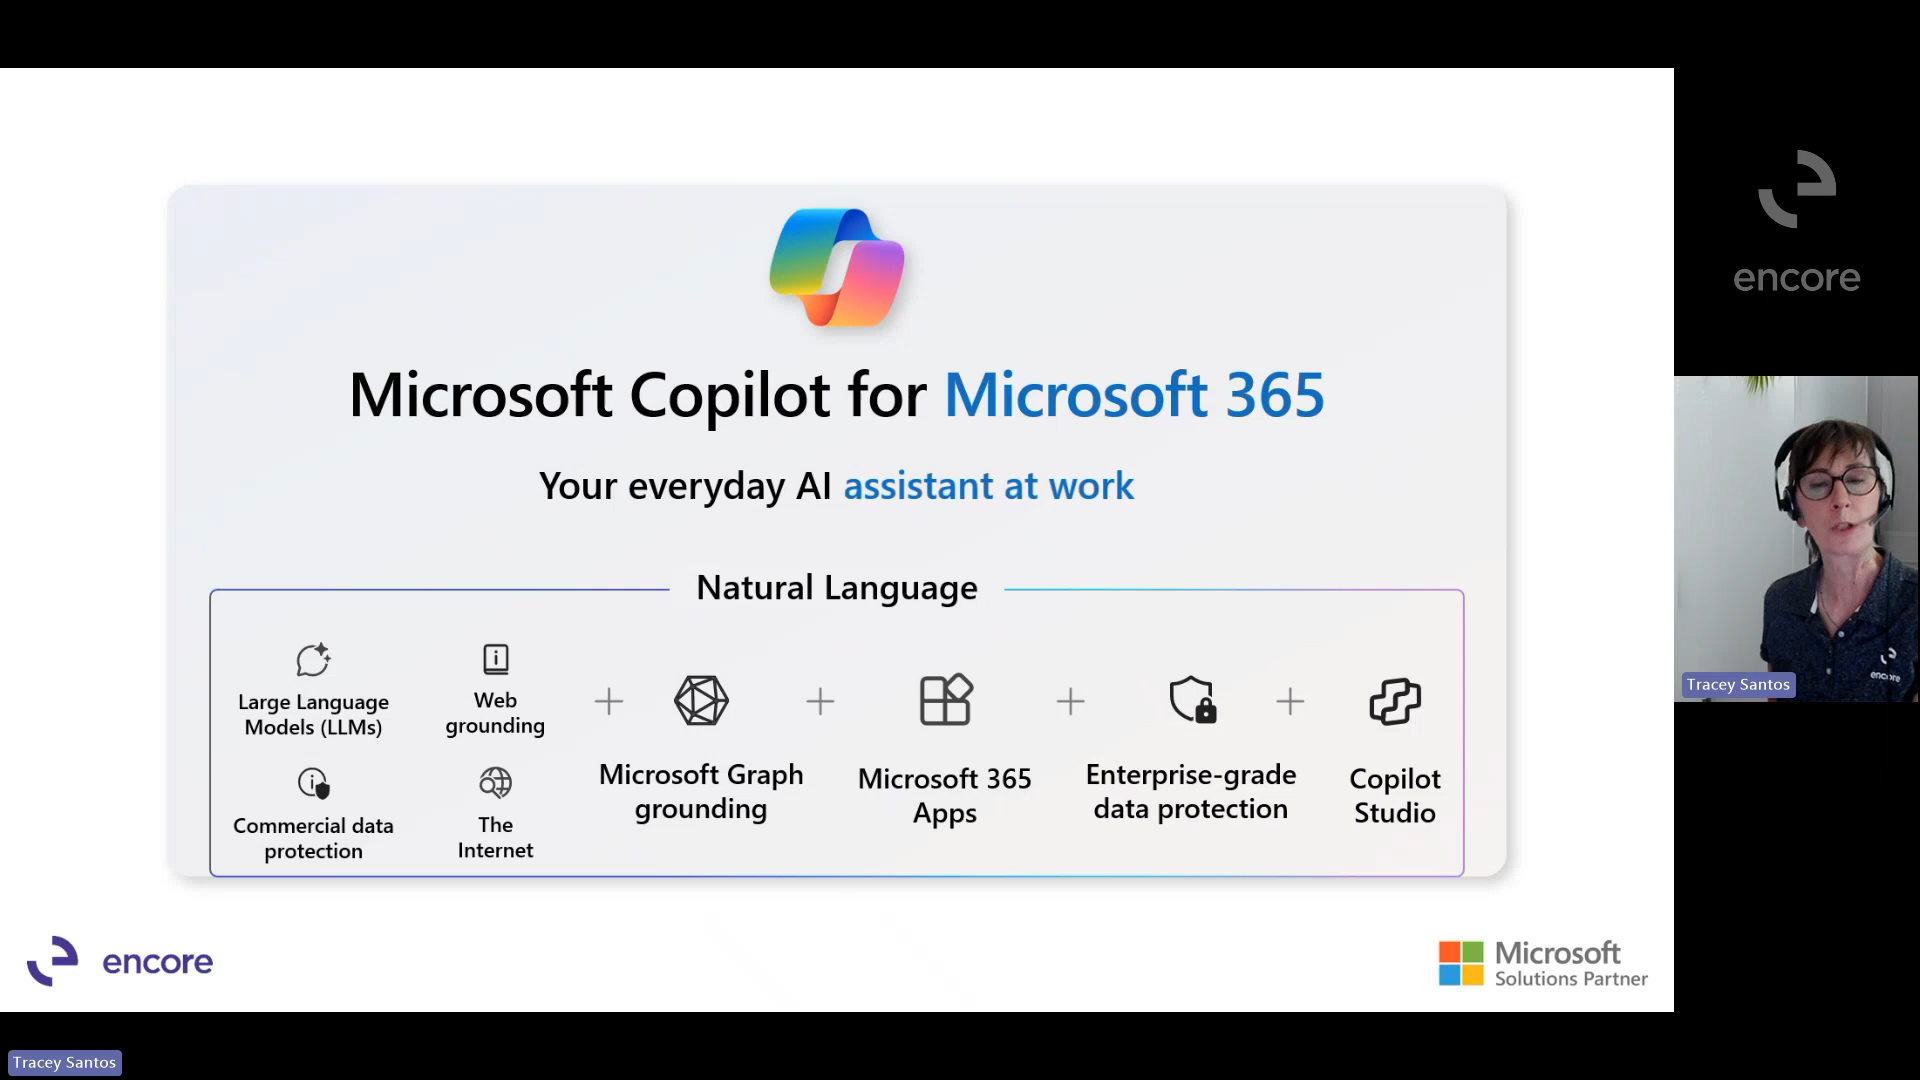 encore
Microsoft Copilot for Microsoft 365
Your everyday AI assistant at work
Natural Language
Large Language
Models (LLMs)
Web
grounding
Commercial data
protection
The
Internet
Microsoft Graph
grounding
Microsoft 365
Apps
Enterprise-grade
data protection
Copilot
Studio
encore
Tracey Santos
encore
Microsoft
Solutions Partner
Tracey Santos